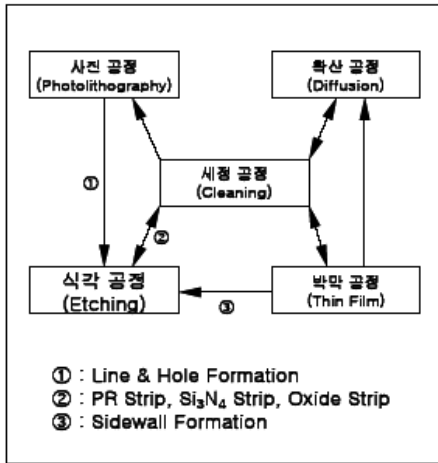 사진 공정
(Photolithography)
확산 공정
(Diffusion)
세정 공정
(Cleaning)
①
②
식각 공정
(Etching)
박막 공정
(Thin Film)
③
① : Line & Hole Formation
② : PR Strip, Si₃N₄ Strip, Oxide Strip
③ : Sidewall Formation